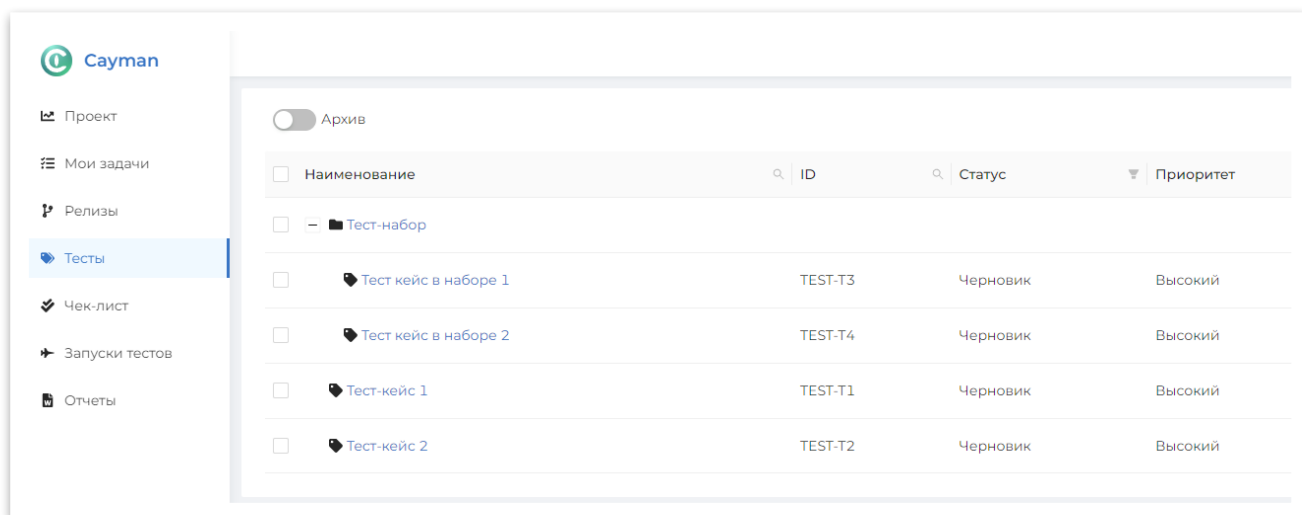 Cayman
Проект
Мои задачи
Релизы
Тесты
Чек-лист
Запуски тестов
Отчеты
Архив
Наименование ID Статус Приоритет
Тест-набор
Тест кейс в наборе 1 TEST-T3 Черновик Высокий
Тест кейс в наборе 2 TEST-T4 Черновик Высокий
Тест-кейс 1 TEST-T1 Черновик Высокий
Тест-кейс 2 TEST-T2 Черновик Высокий